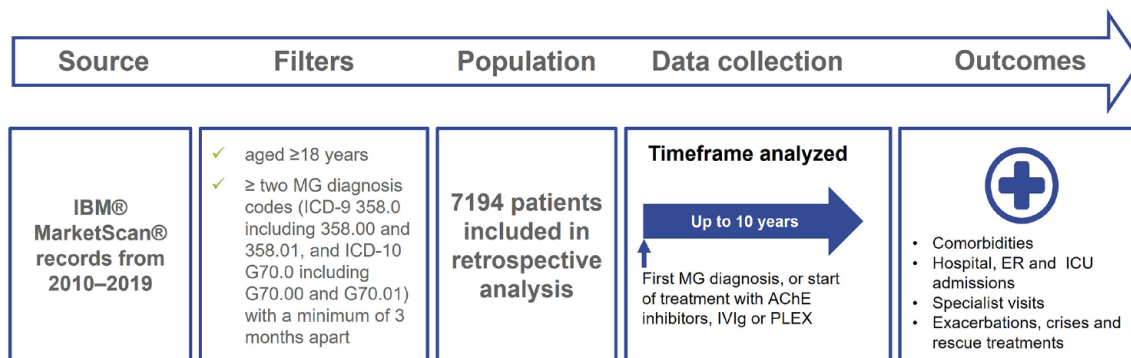 Source
Filters
Population
Data collection
Outcomes
IBM®
MarketScan®
records from
2010–2019
✓ aged ≥18 years
✓ ≥ two MG diagnosis
codes (ICD-9 358.0
including 358.00 and
358.01, and ICD-10
G70.0 including
G70.00 and G70.01)
with a minimum of 3
months apart
7194 patients
included in
retrospective
analysis
Timeframe analyzed
Up to 10 years
First MG diagnosis, or start
of treatment with AChE
inhibitors, IVIg or PLEX
• Comorbidities
• Hospital, ER and ICU
admissions
• Specialist visits
• Exacerbations, crises and
rescue treatments